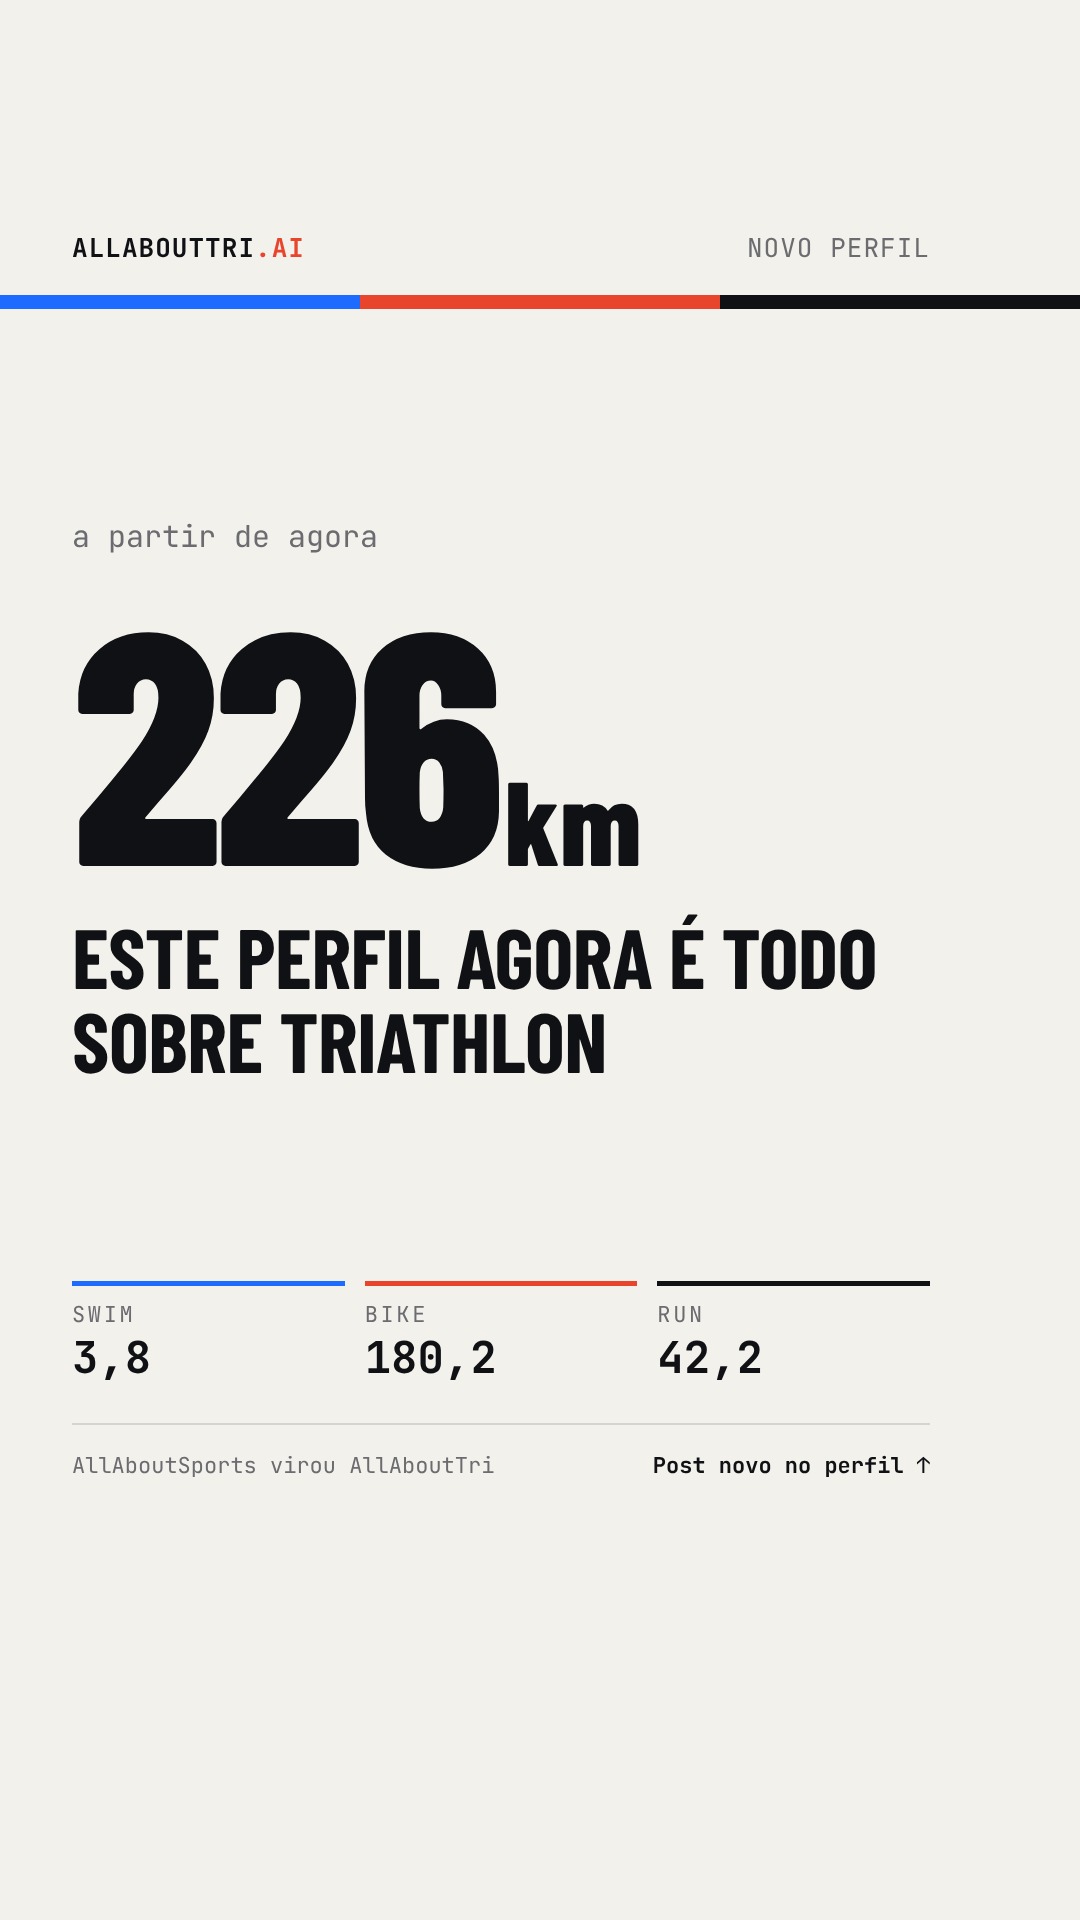 ALLABOUTTRI.AI
NOVO PERFIL
a partir de agora
226km
ESTE PERFIL AGORA É TODO
SOBRE TRIATHLON
SWIM
3,8
BIKE
180,2
RUN
42,2
AllAboutSports virou AllAboutTri
Post novo no perfil ↑